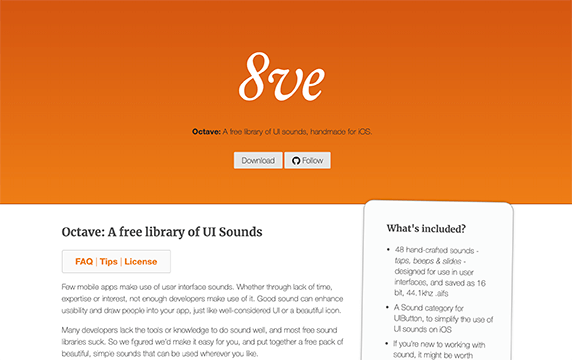 8ve
Octave: A free library of UI sounds, handmade for iOS.
Download
Follow
Octave: A free library of UI Sounds
FAQ | Tips | License
Few mobile apps make use of user interface sounds. Whether through lack of time,
expertise or interest, not enough developers make use of it. Good sound can enhance
usability and draw people into your app, just like well-considered UI or a beautiful icon.
Many developers lack the tools or knowledge to do sound well, and most free sound
libraries suck. So we figured we'd make it easy for you, and put together a free pack of
beautiful, simple sounds that can be used wherever you like.
What's included?
48 hand-crafted sounds -
taps, beeps & slides -
designed for use in user
interfaces, and saved as 16
bit, 44.1khz .aifs
A Sound category for
UIButton, to simplify the use of
UI sounds on iOS
If you're new to working with
sound, it might be worth